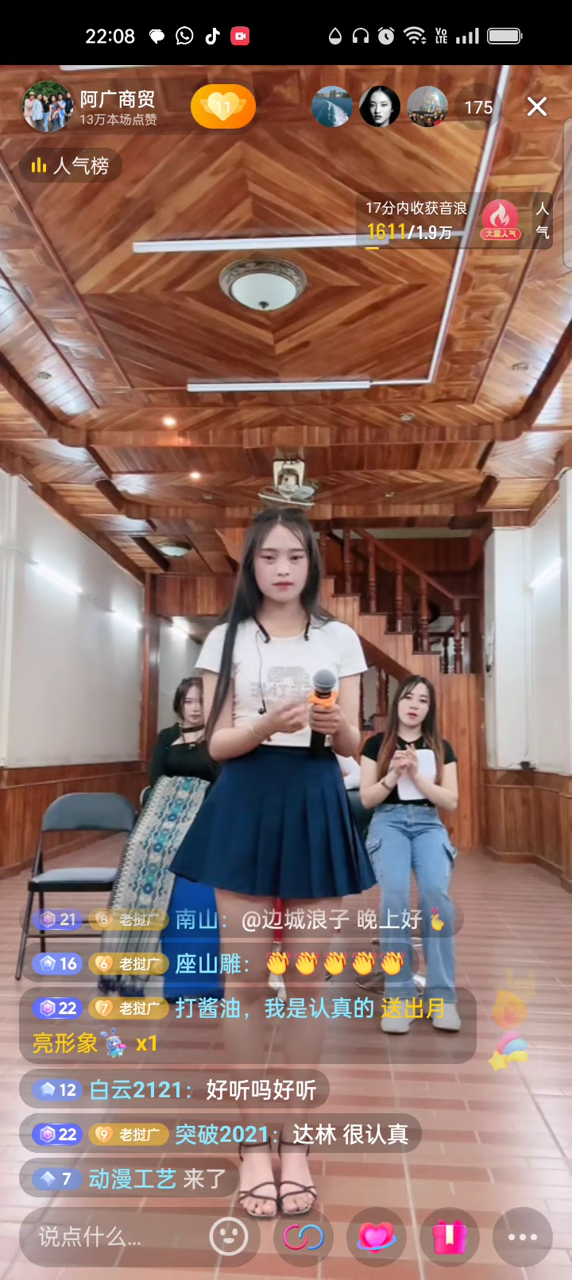 22:08
Vo
LTE
阿广商贸
13万本场点赞
11
175
人气榜
17分内收获音浪
1611/1.9万
大量人气
人
气
21 8 老挝广 南山：@边城浪子 晚上好
16 6 老挝广 座山雕：👏👏👏👏👏
22 7 老挝广 打酱油，我是认真的 送出月
亮形象 x1
12 白云2121：好听吗好听
22 9 老挝广 突破2021：达林 很认真
7 动漫工艺 来了
说点什么...